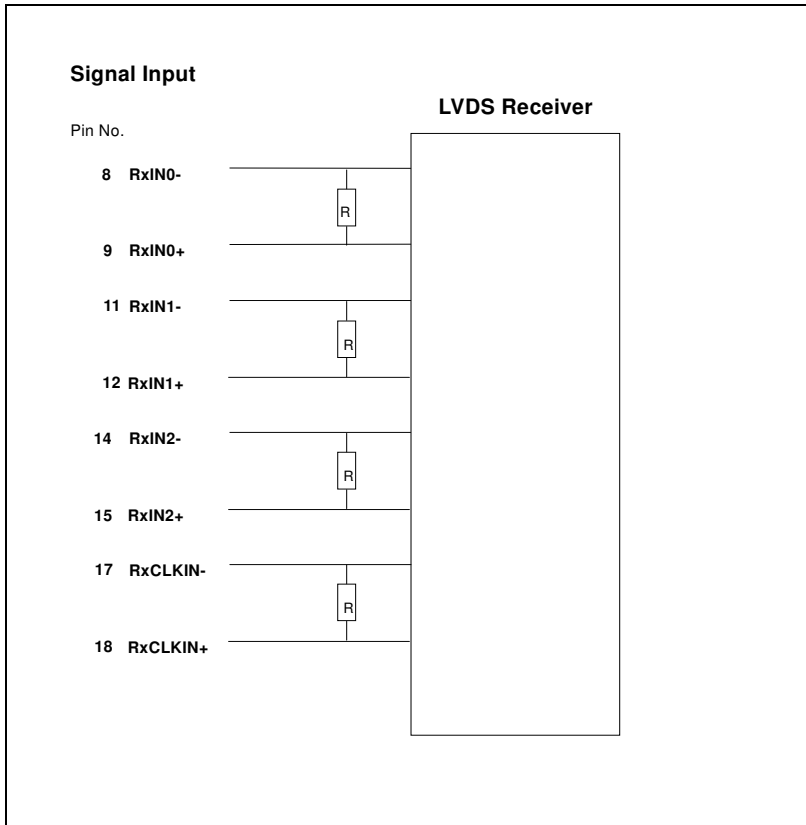 Signal Input
LVDS Receiver
Pin No.
8 RxIN0-
R
9 RxIN0+
11 RxIN1-
R
12 RxIN1+
14 RxIN2-
R
15 RxIN2+
17 RxCLKIN-
R
18 RxCLKIN+